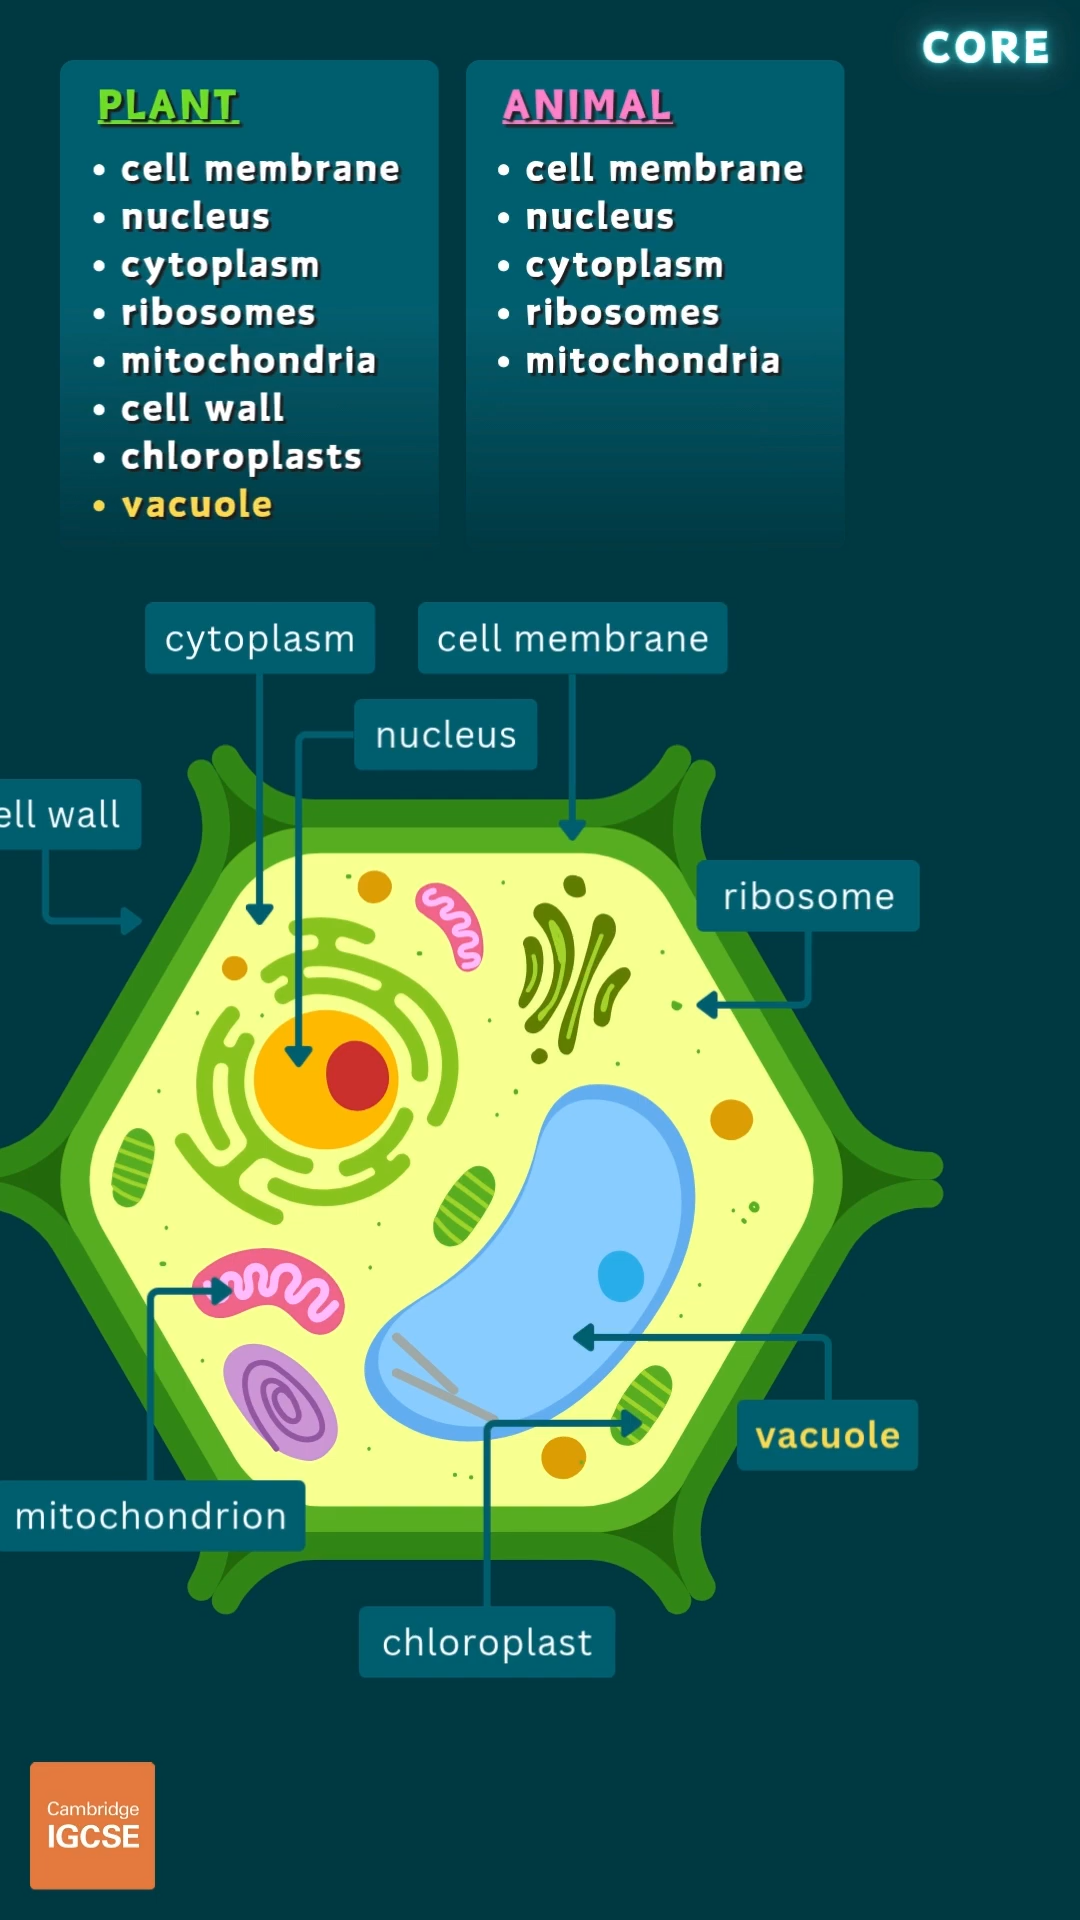 CORE
PLANT
• cell membrane
• nucleus
• cytoplasm
• ribosomes
• mitochondria
• cell wall
• chloroplasts
• vacuole
ANIMAL
• cell membrane
• nucleus
• cytoplasm
• ribosomes
• mitochondria
cytoplasm
cell membrane
nucleus
ell wall
ribosome
vacuole
mitochondrion
chloroplast
Cambridge
IGCSE